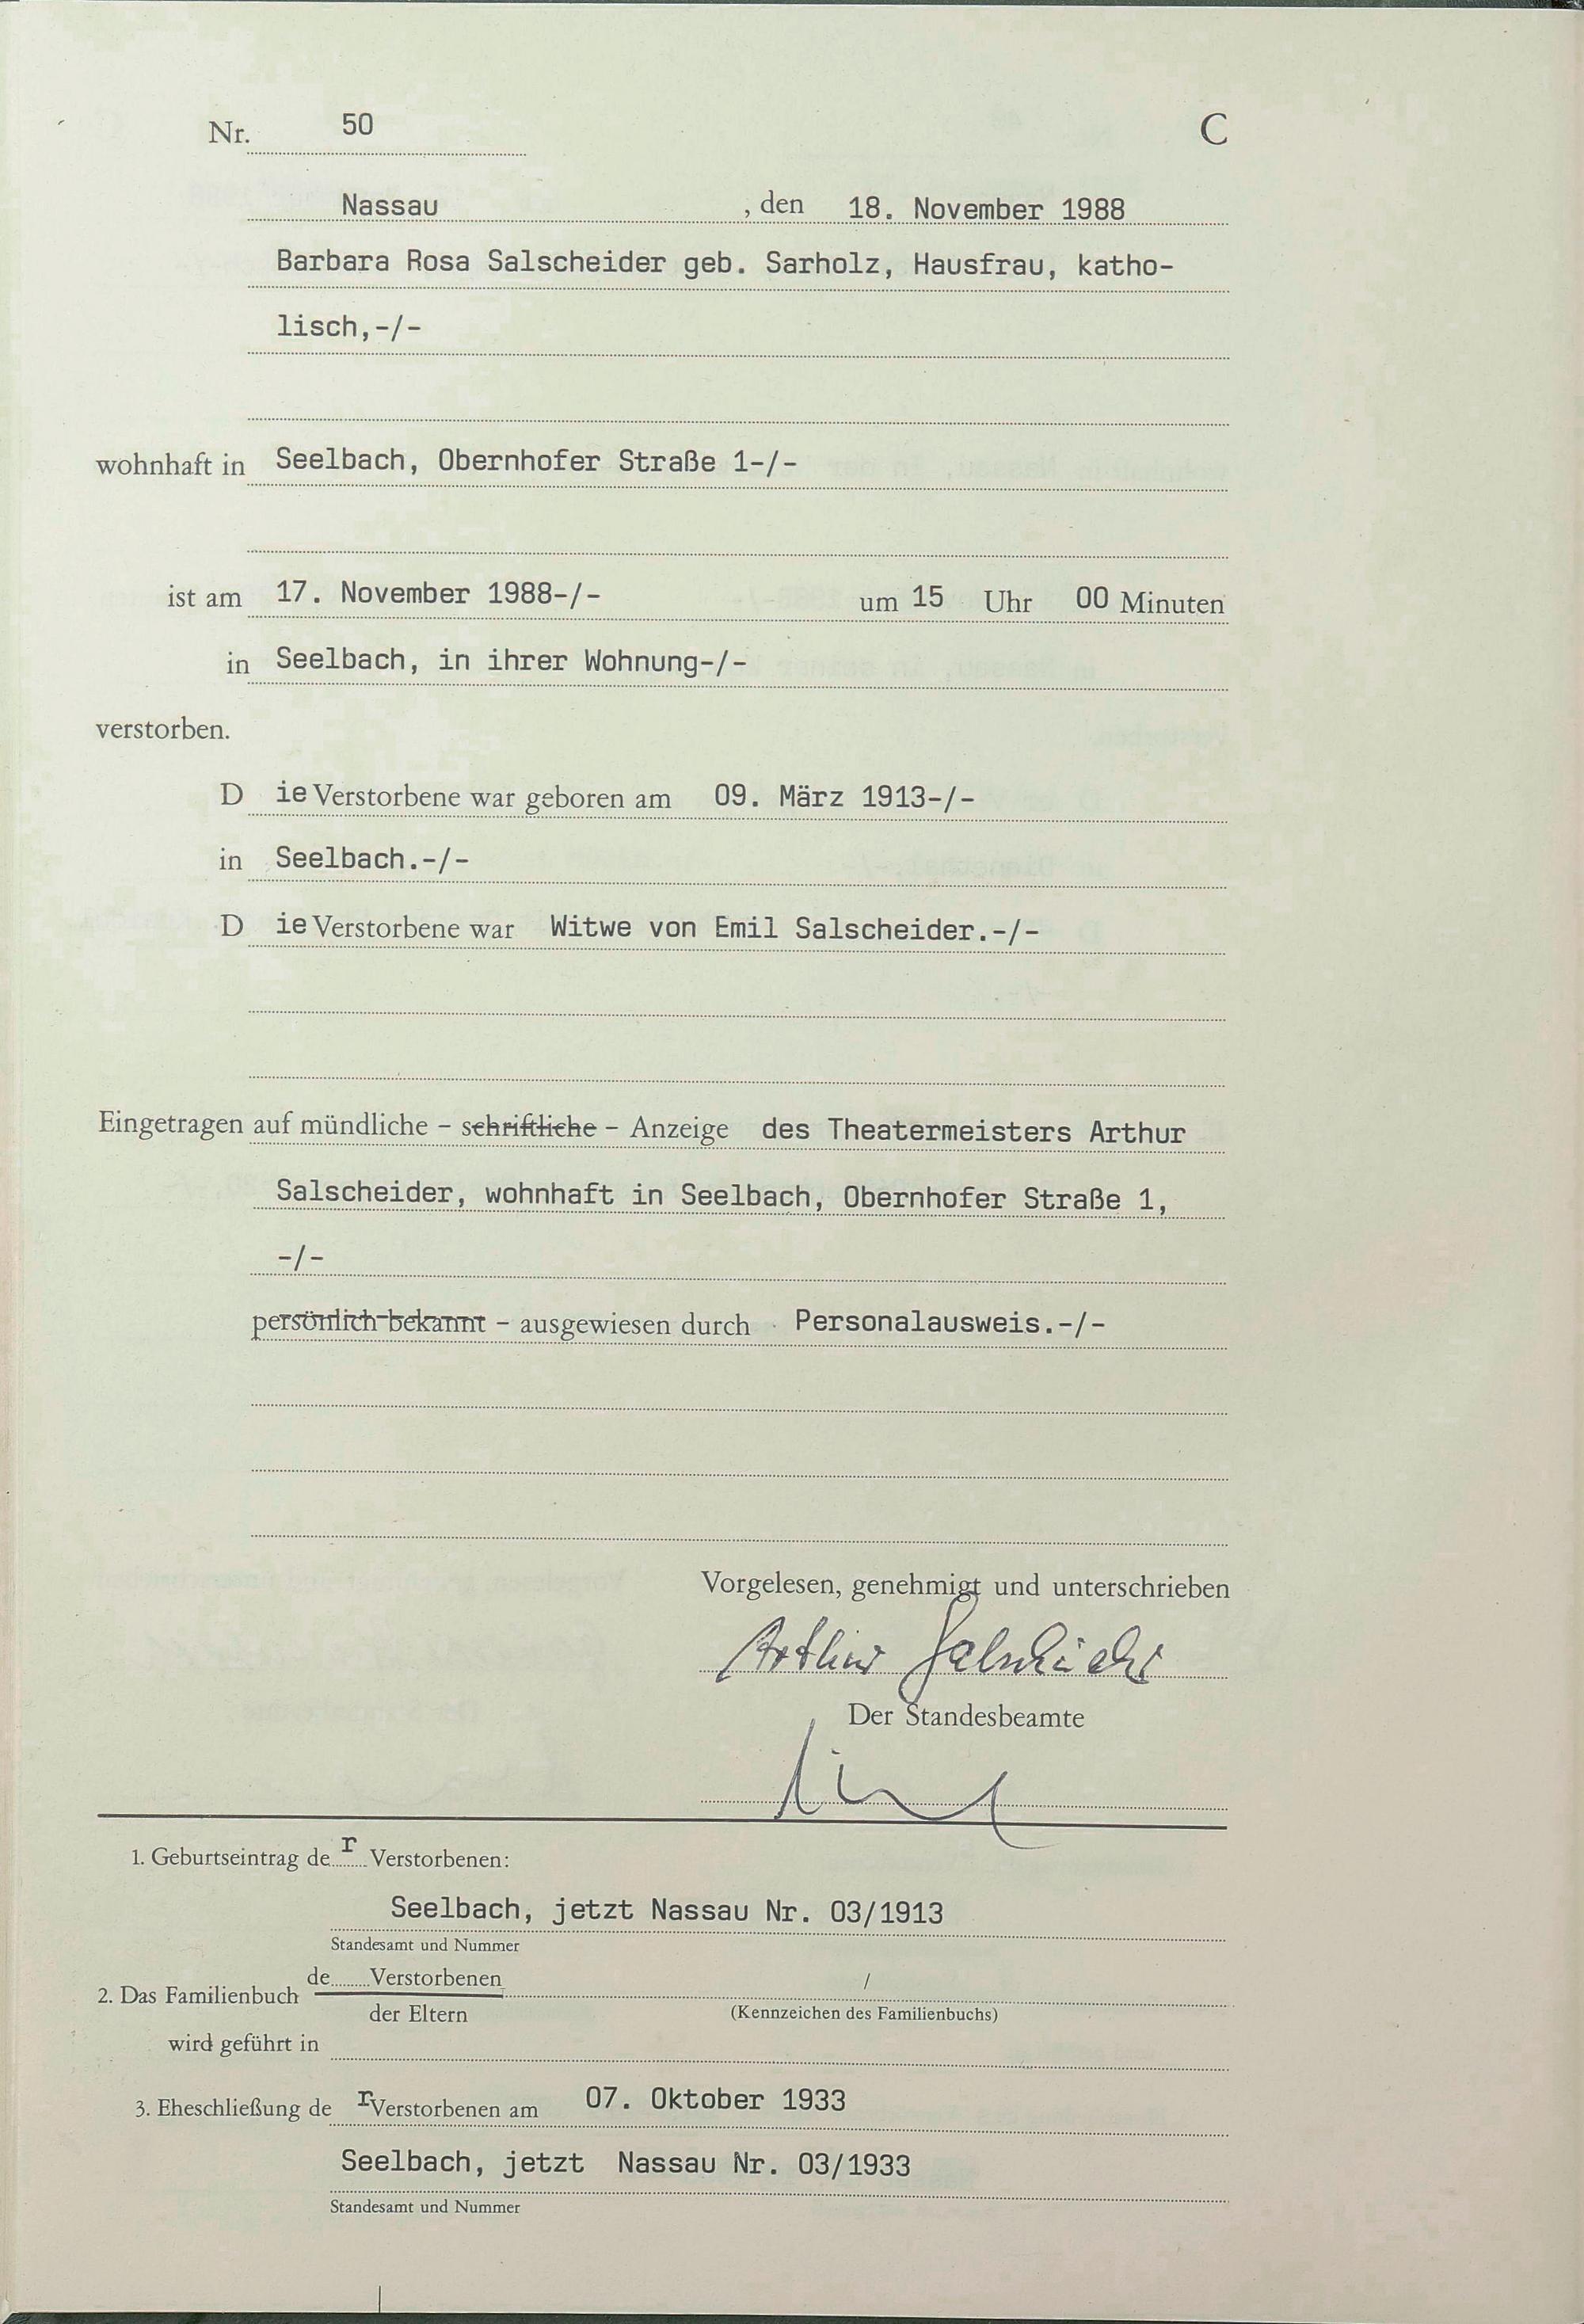 Nr. 50 C
Nassau , den 18. November 1988
Barbara Rosa Salscheider geb. Sarholz, Hausfrau, katho-
lisch,-/-
wohnhaft in Seelbach, Obernhofer Straße 1-/-
ist am 17. November 1988-/- um 15 Uhr 00 Minuten
in Seelbach, in ihrer Wohnung-/-
verstorben.
D ie Verstorbene war geboren am 09. März 1913-/-
in Seelbach.-/-
D ie Verstorbene war Witwe von Emil Salscheider.-/-
Eingetragen auf mündliche - schriftliche - Anzeige des Theatermeisters Arthur
Salscheider, wohnhaft in Seelbach, Obernhofer Straße 1,
-/-
persönlich bekannt - ausgewiesen durch Personalausweis.-/-
Vorgelesen, genehmigt und unterschrieben
Arthur Salscheider
Der Standesbeamte
1. Geburtseintrag de r Verstorbenen:
Seelbach, jetzt Nassau Nr. 03/1913
Standesamt und Nummer
2. Das Familienbuch de Verstorbenen /
der Eltern (Kennzeichen des Familienbuchs)
wird geführt in
3. Eheschließung de r Verstorbenen am 07. Oktober 1933
Seelbach, jetzt Nassau Nr. 03/1933
Standesamt und Nummer